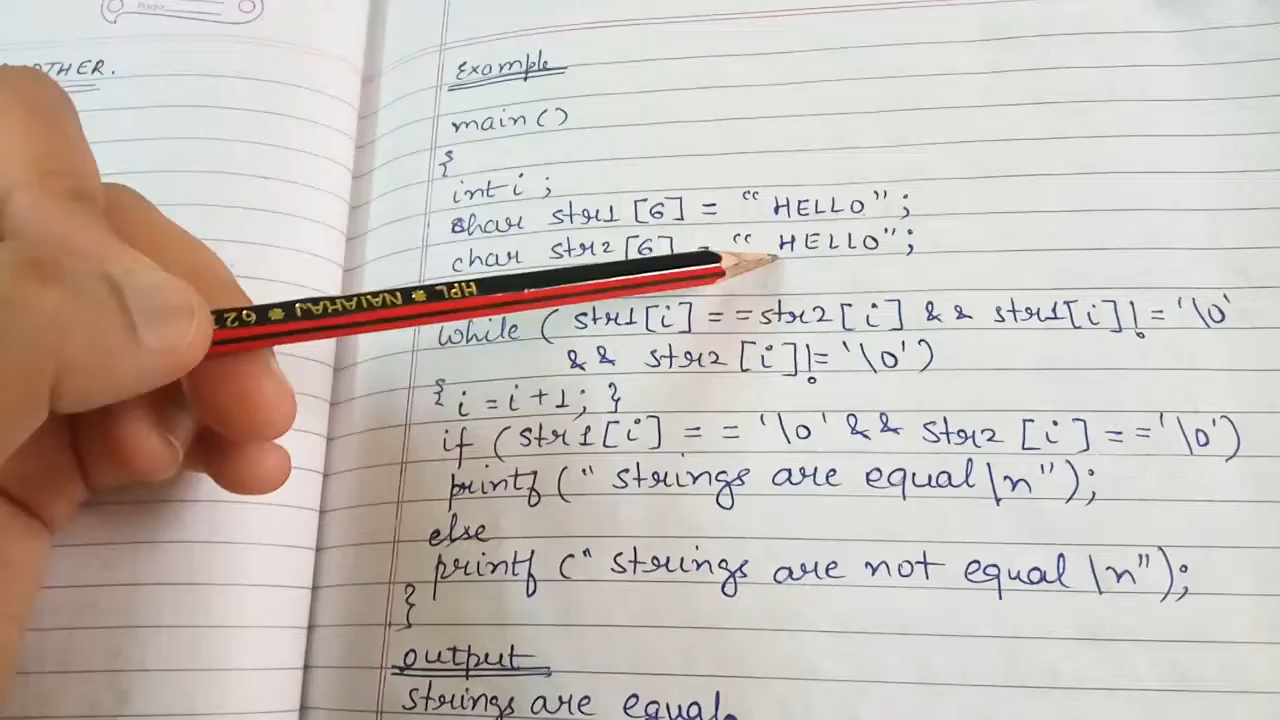 OTHER.
Example
main()
{
int i ;
char str1 [6] = “ HELLO” ;
char str2 [6] = “ HELLO” ;
while ( str1[i] = = str2 [i] & & str1[i] != '\0'
& & str2 [i] != '\0' )
{ i = i + 1; }
if ( str1[i] = = '\0' & & str2 [i] = = '\0' )
printf ( " strings are equal \n");
else
printf ( " strings are not equal \n");
}
output
strings are equal.
HPL * NATARAJ * 621